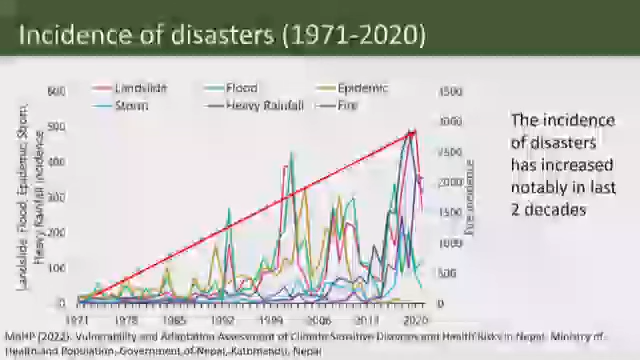 Incidence of disasters (1971-2020)
600 Landslide Flood Epidemic 3500
Storm Heavy Rainfall Fire
500 3000
400 2500
300 2000
200 1500
100 1000
0 500
0
Landslide, Flood, Epidemic, Storm,
Heavy Rainfall incidence
Fire incidence
1971 1978 1985 1992 1999 2006 2013 2020
The incidence
of disasters
has increased
notably in last
2 decades
MoHP (2022). Vulnerability and Adaptation Assessment of Climate Sensitive Diseases and Health Risks in Nepal. Ministry of
Health and Population, Government of Nepal, Kathmandu, Nepal